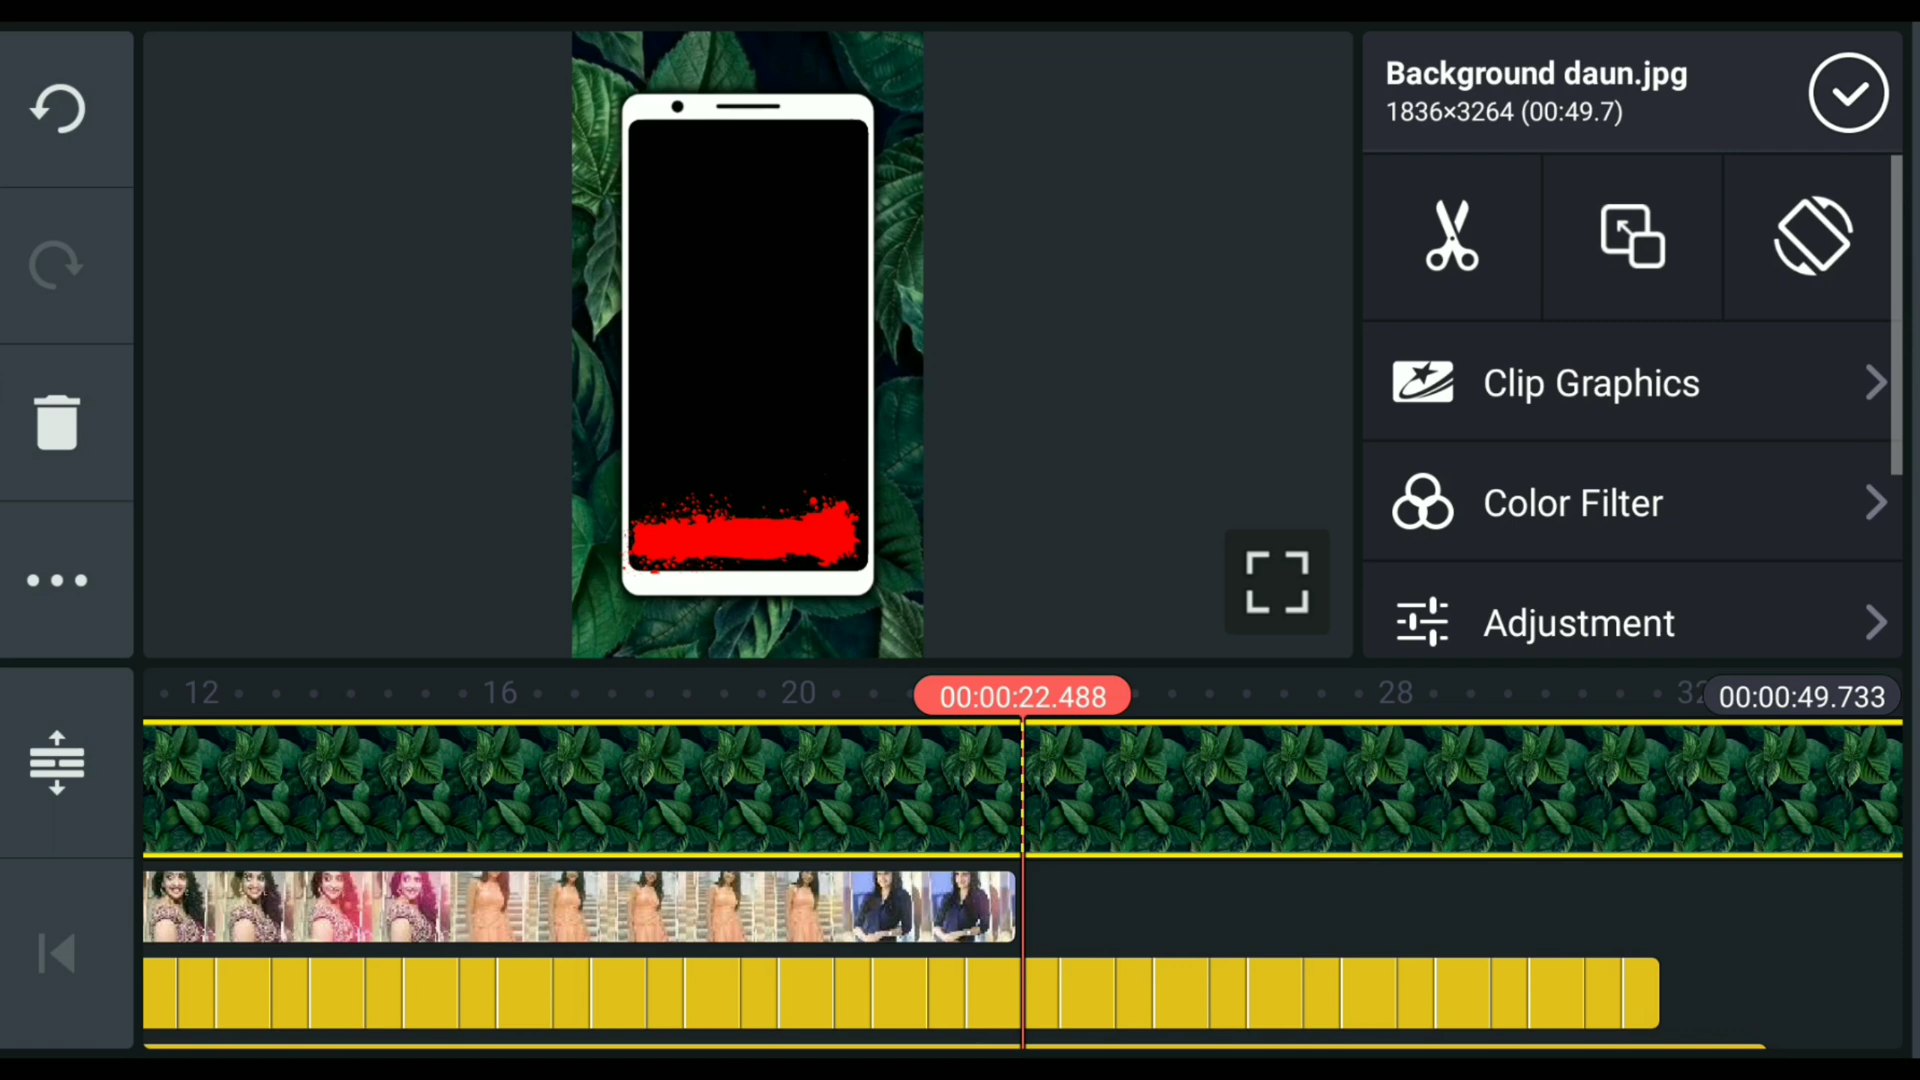 Background daun.jpg
1836×3264 (00:49.7)
Clip Graphics
Color Filter
Adjustment
12
16
20
00:00:22.488
28
32
00:00:49.733